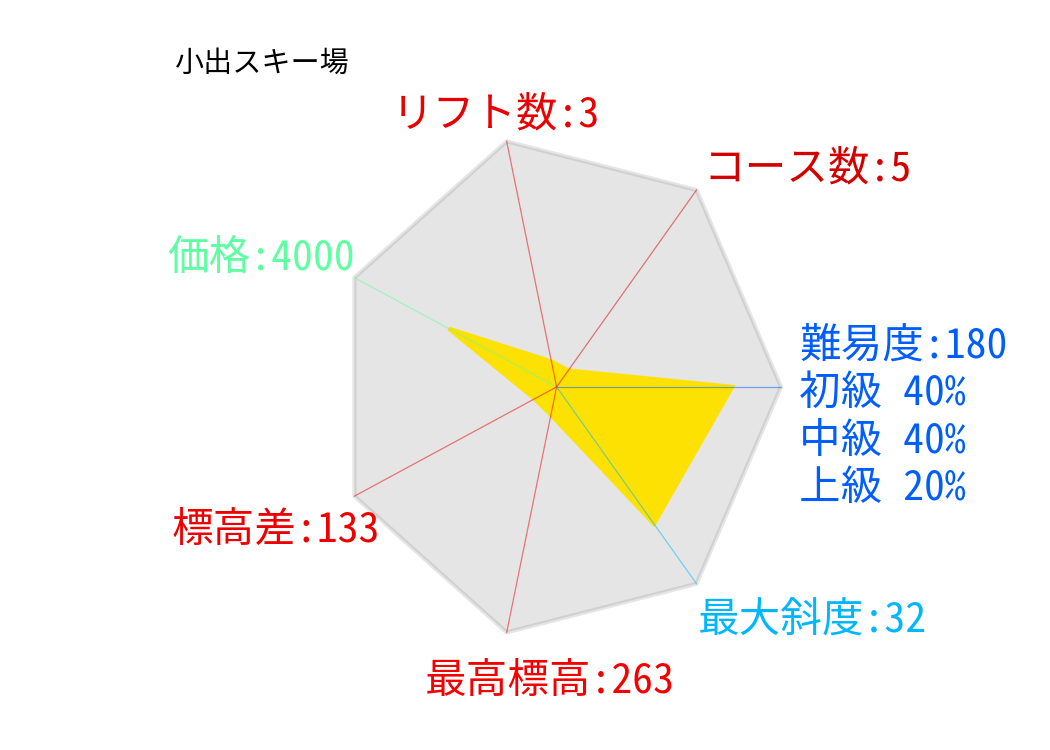 小出スキー場
リフト数:3
コース数:5
価格:4000
難易度:180
初級 40%
中級 40%
上級 20%
標高差:133
最大斜度:32
最高標高:263